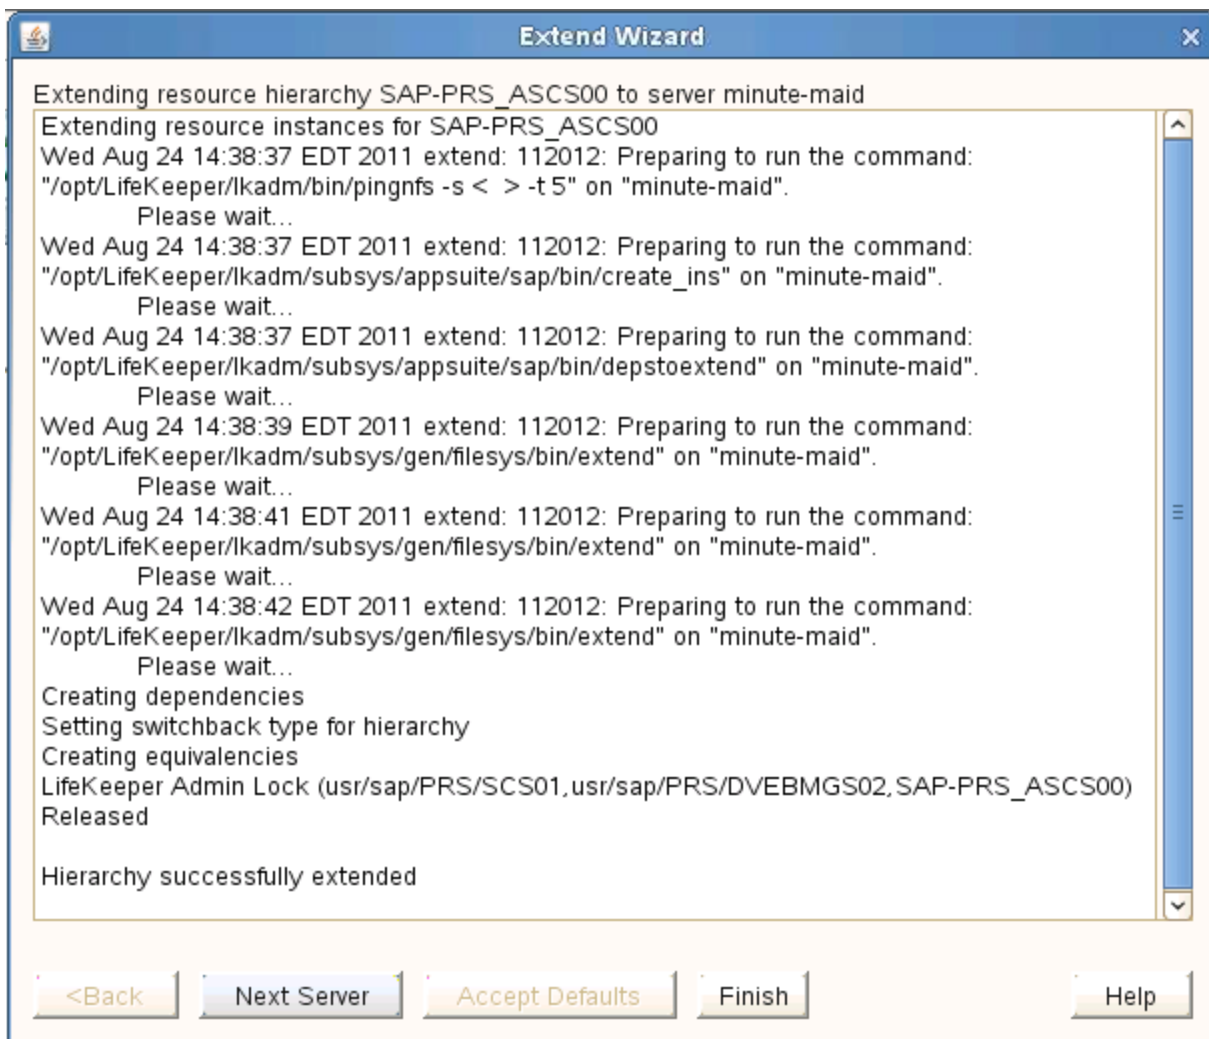 Extend Wizard
Extending resource hierarchy SAP-PRS_ASCS00 to server minute-maid
Extending resource instances for SAP-PRS_ASCS00
Wed Aug 24 14:38:37 EDT 2011 extend: 112012: Preparing to run the command:
"/opt/LifeKeeper/lkadm/bin/pingnfs -s < > -t 5" on "minute-maid".
Please wait...
Wed Aug 24 14:38:37 EDT 2011 extend: 112012: Preparing to run the command:
"/opt/LifeKeeper/lkadm/subsys/appsuite/sap/bin/create_ins" on "minute-maid".
Please wait...
Wed Aug 24 14:38:37 EDT 2011 extend: 112012: Preparing to run the command:
"/opt/LifeKeeper/lkadm/subsys/appsuite/sap/bin/depstoextend" on "minute-maid".
Please wait...
Wed Aug 24 14:38:39 EDT 2011 extend: 112012: Preparing to run the command:
"/opt/LifeKeeper/lkadm/subsys/gen/filesys/bin/extend" on "minute-maid".
Please wait...
Wed Aug 24 14:38:41 EDT 2011 extend: 112012: Preparing to run the command:
"/opt/LifeKeeper/lkadm/subsys/gen/filesys/bin/extend" on "minute-maid".
Please wait...
Wed Aug 24 14:38:42 EDT 2011 extend: 112012: Preparing to run the command:
"/opt/LifeKeeper/lkadm/subsys/gen/filesys/bin/extend" on "minute-maid".
Please wait...
Creating dependencies
Setting switchback type for hierarchy
Creating equivalencies
LifeKeeper Admin Lock (usr/sap/PRS/SCS01,usr/sap/PRS/DVEBMGS02,SAP-PRS_ASCS00)
Released
Hierarchy successfully extended
<Back Next Server Accept Defaults Finish Help